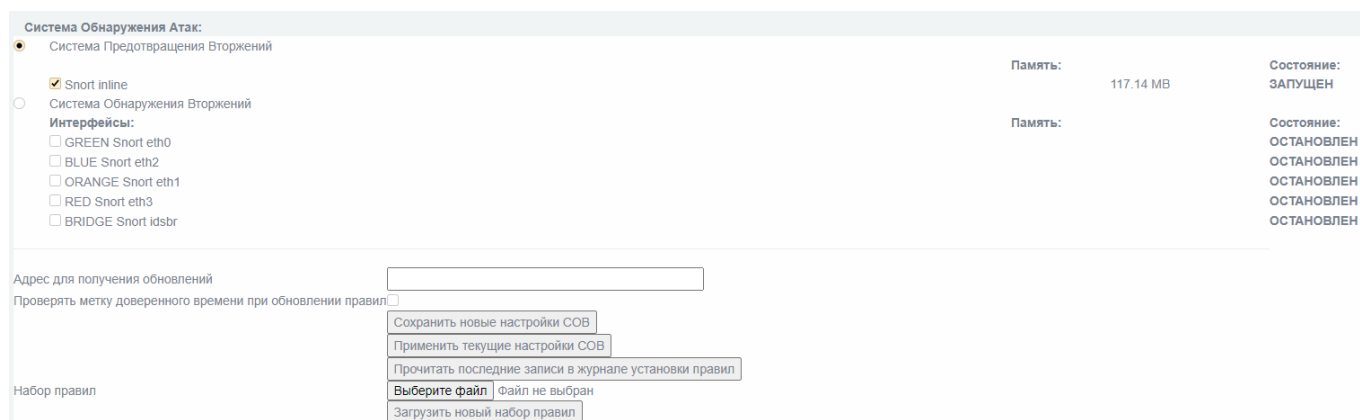 Система Обнаружения Атак:
Система Предотвращения Вторжений
Память: Состояние:
Snort inline 117.14 MB ЗАПУЩЕН
Система Обнаружения Вторжений
Интерфейсы: Память: Состояние:
GREEN Snort eth0 ОСТАНОВЛЕН
BLUE Snort eth2 ОСТАНОВЛЕН
ORANGE Snort eth1 ОСТАНОВЛЕН
RED Snort eth3 ОСТАНОВЛЕН
BRIDGE Snort idsbr ОСТАНОВЛЕН
Адрес для получения обновлений
Проверять метку доверенного времени при обновлении правил
Сохранить новые настройки СОВ
Применить текущие настройки СОВ
Прочитать последние записи в журнале установки правил
Набор правил Выберите файл Файл не выбран
Загрузить новый набор правил